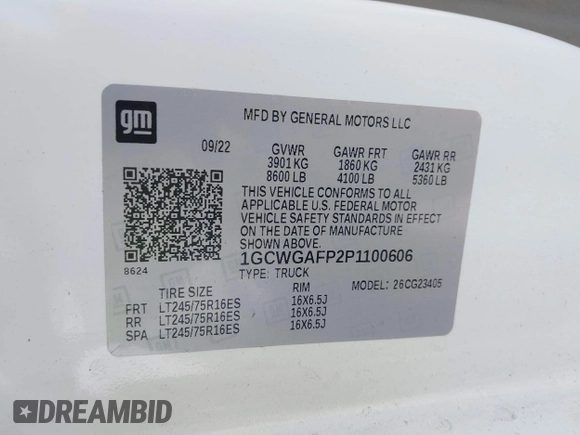 gm
MFD BY GENERAL MOTORS LLC
09/22 GVWR GAWR FRT GAWR RR
3901 KG 1860 KG 2431 KG
8600 LB 4100 LB 5360 LB
THIS VEHICLE CONFORMS TO ALL
APPLICABLE U.S. FEDERAL MOTOR
VEHICLE SAFETY STANDARDS IN EFFECT
ON THE DATE OF MANUFACTURE
SHOWN ABOVE.
8624
1GCWGAFP2P1100606
TYPE: TRUCK
MODEL: 26CG23405
TIRE SIZE RIM
FRT LT245/75R16ES 16X6.5J
RR LT245/75R16ES 16X6.5J
SPA LT245/75R16ES 16X6.5J
DREAMBID